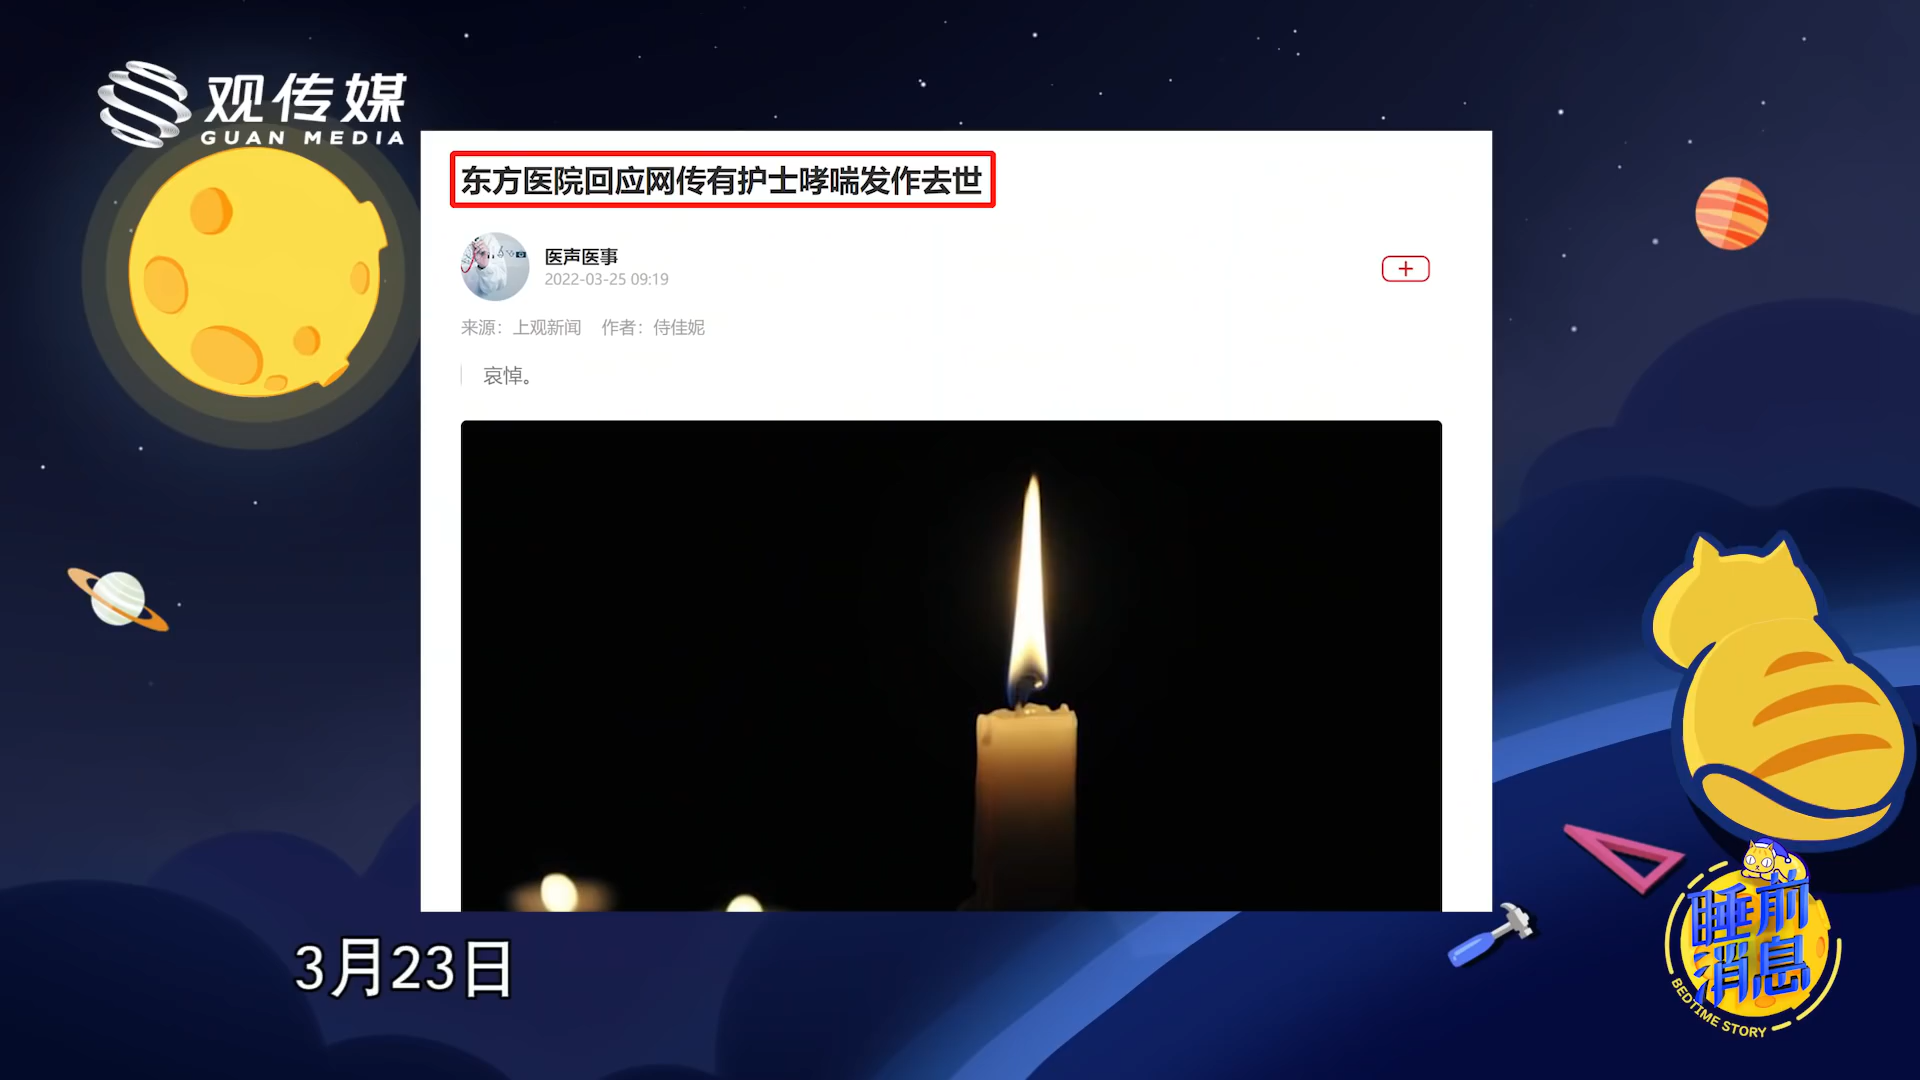 观传媒
GUAN MEDIA
东方医院回应网传有护士哮喘发作去世
医声医事
2022-03-25 09:19
来源：上观新闻 作者：侍佳妮
哀悼。
3月23日
睡前
消息
BEDTIME STORY